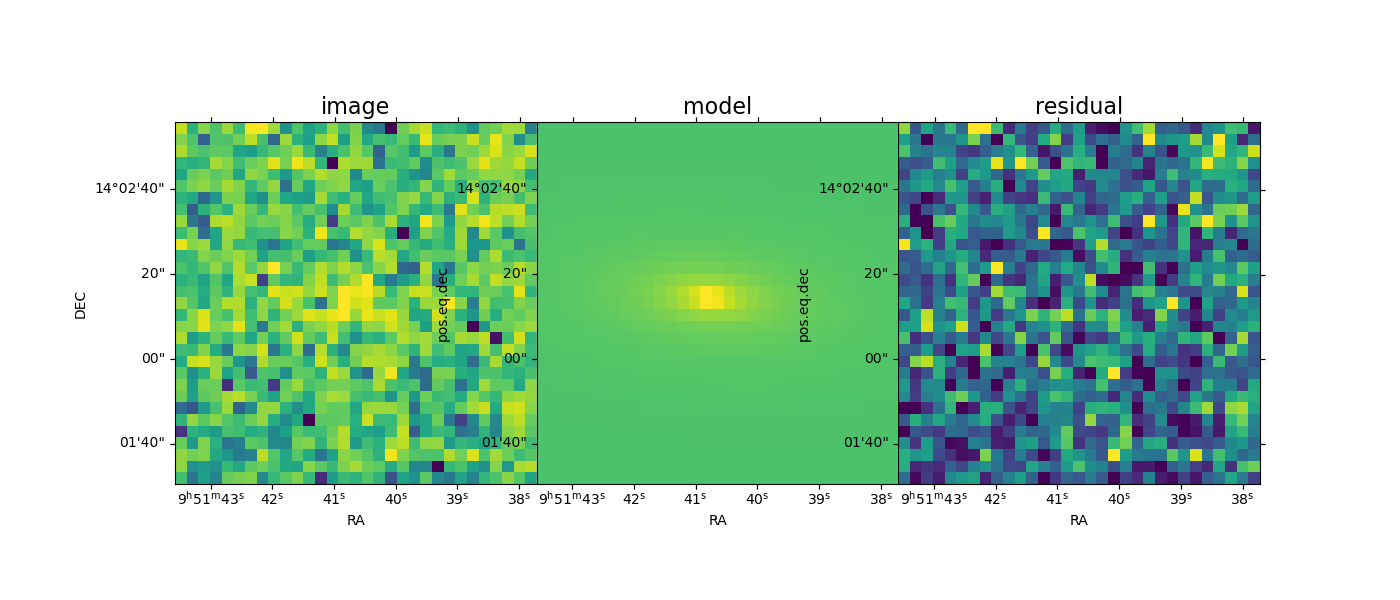 image model residual
14°02'40" 14°02'40" 14°02'40"
20" 20" 20"
DEC pos.eq.dec pos.eq.dec
00" 00" 00"
01'40" 01'40" 01'40"
9ʰ51ᵐ43ˢ 42ˢ 41ˢ 40ˢ 39ˢ 38ˢ 9ʰ51ᵐ43ˢ 42ˢ 41ˢ 40ˢ 39ˢ 38ˢ 9ʰ51ᵐ43ˢ 42ˢ 41ˢ 40ˢ 39ˢ 38ˢ
RA RA RA